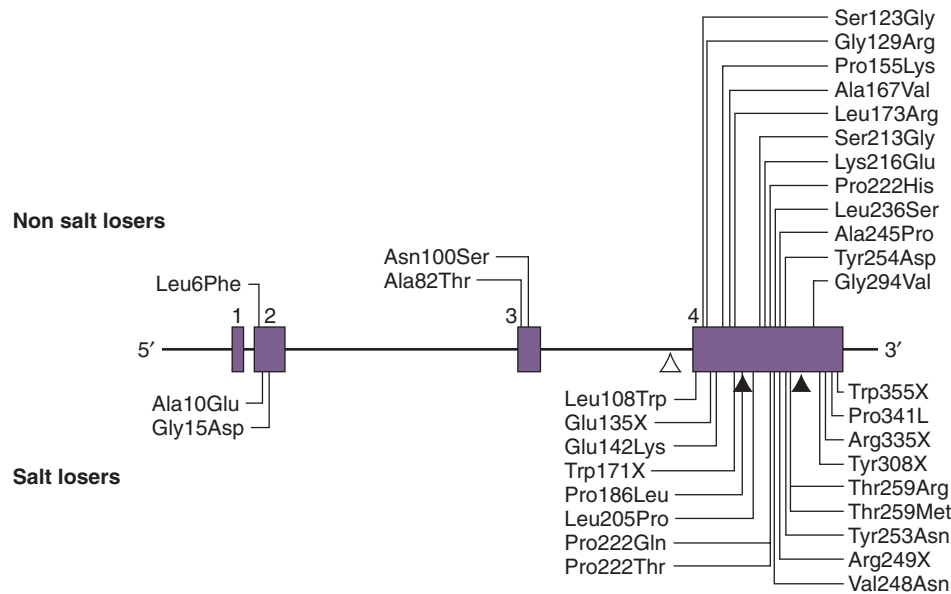 Ser123Gly
Gly129Arg
Pro155Lys
Ala167Val
Leu173Arg
Ser213Gly
Lys216Glu
Pro222His
Leu236Ser
Ala245Pro
Tyr254Asp
Gly294Val
Non salt losers
Asn100Ser
Ala82Thr
Leu6Phe
1 2 3 4
5′ 3′
Ala10Glu
Gly15Asp
Salt losers
Leu108Trp
Glu135X
Glu142Lys
Trp171X
Pro186Leu
Leu205Pro
Pro222Gln
Pro222Thr
Trp355X
Pro341L
Arg335X
Tyr308X
Thr259Arg
Thr259Met
Tyr253Asn
Arg249X
Val248Asn